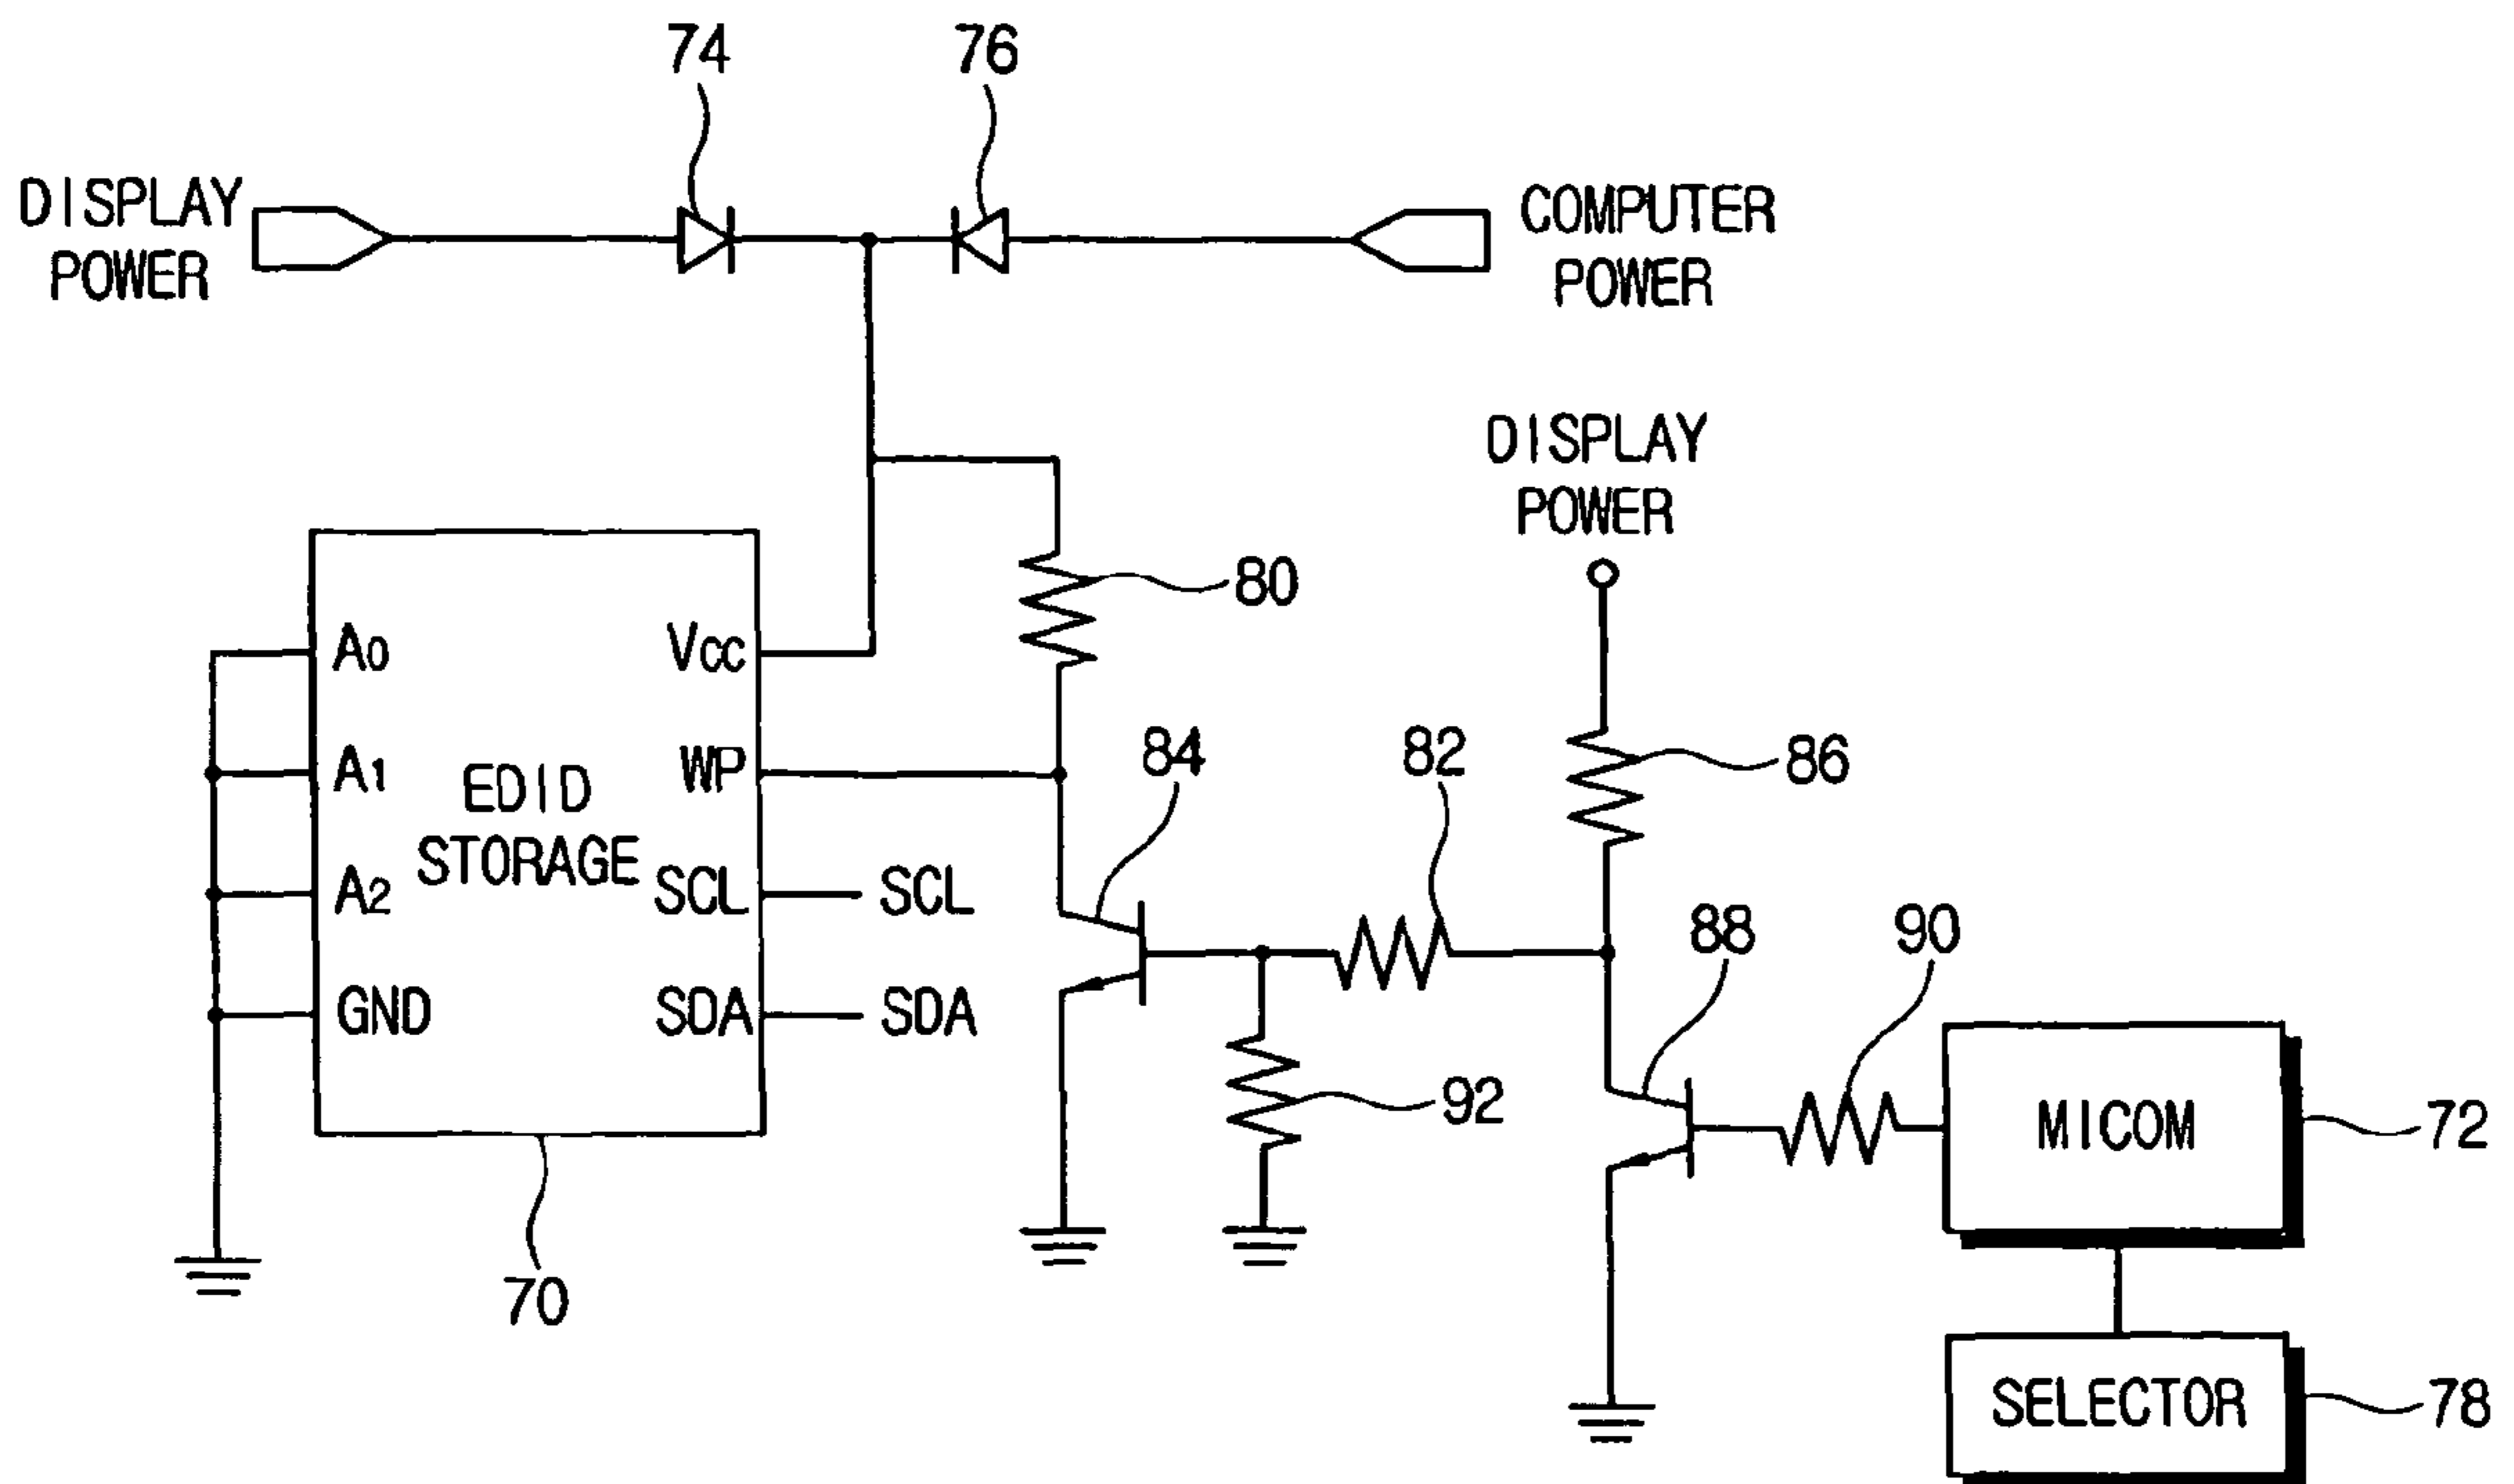 74
76
DISPLAY
POWER
COMPUTER
POWER
DISPLAY
POWER
80
A0
Vcc
84
82
86
A1
WP
EDID
STORAGE
A2
SCL
SCL
88
90
GND
SDA
SDA
92
MICOM
72
70
SELECTOR
78